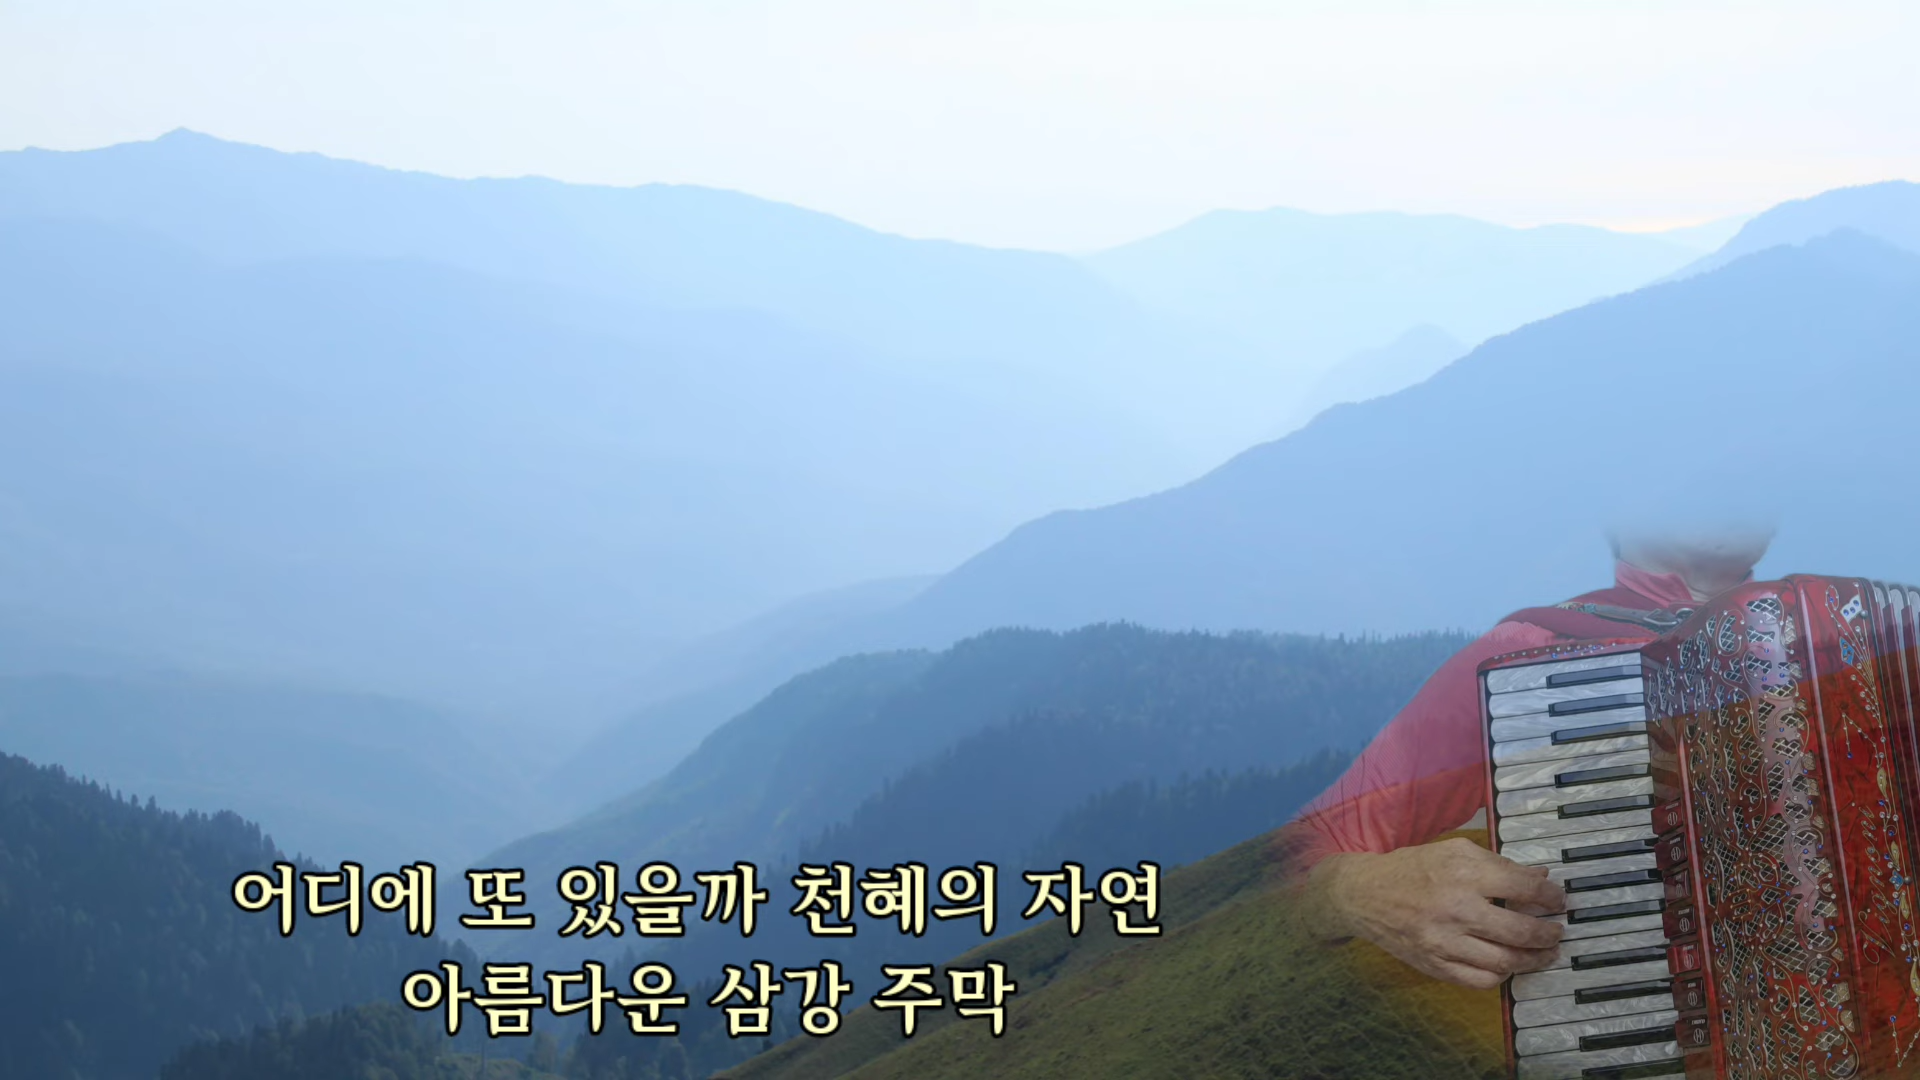 어디에 또 있을까 천혜의 자연
아름다운 삼강 주막